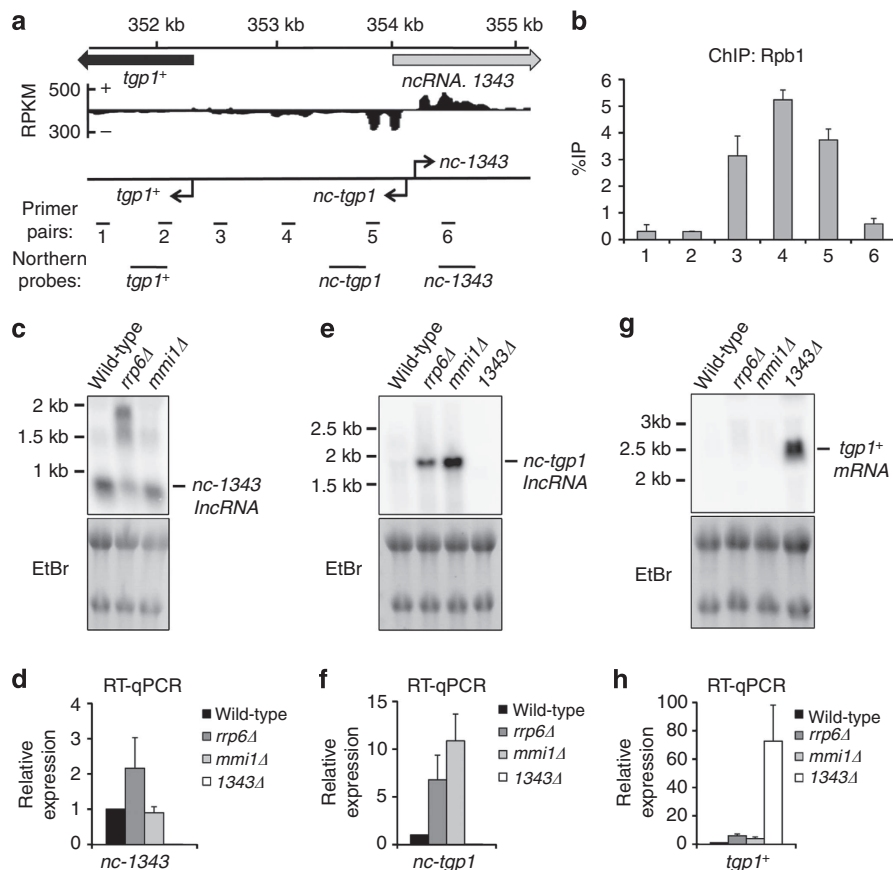 a
352 kb 353 kb 354 kb 355 kb
tgp1+
ncRNA. 1343
RPKM
500 +
300 −
nc-1343
tgp1+ nc-tgp1
Primer pairs:
1 2 3 4 5 6
Northern probes:
tgp1+ nc-tgp1 nc-1343
b
ChIP: Rpb1
%IP
6
5
4
3
2
1
0
1 2 3 4 5 6
c
Wild-type rrp6Δ mmi1Δ
2 kb
1.5 kb
1 kb
nc-1343
lncRNA
EtBr
e
Wild-type rrp6Δ mmi1Δ 1343Δ
2.5 kb
2 kb
1.5 kb
nc-tgp1
lncRNA
EtBr
g
Wild-type rrp6Δ mmi1Δ 1343Δ
3kb
2.5 kb
2 kb
tgp1+
mRNA
EtBr
d
RT-qPCR
Relative expression
4
3
2
1
0
nc-1343
Wild-type
rrp6Δ
mmi1Δ
1343Δ
f
RT-qPCR
Relative expression
15
10
5
0
nc-tgp1
Wild-type
rrp6Δ
mmi1Δ
1343Δ
h
RT-qPCR
Relative expression
100
80
60
40
20
0
tgp1+
Wild-type
rrp6Δ
mmi1Δ
1343Δ